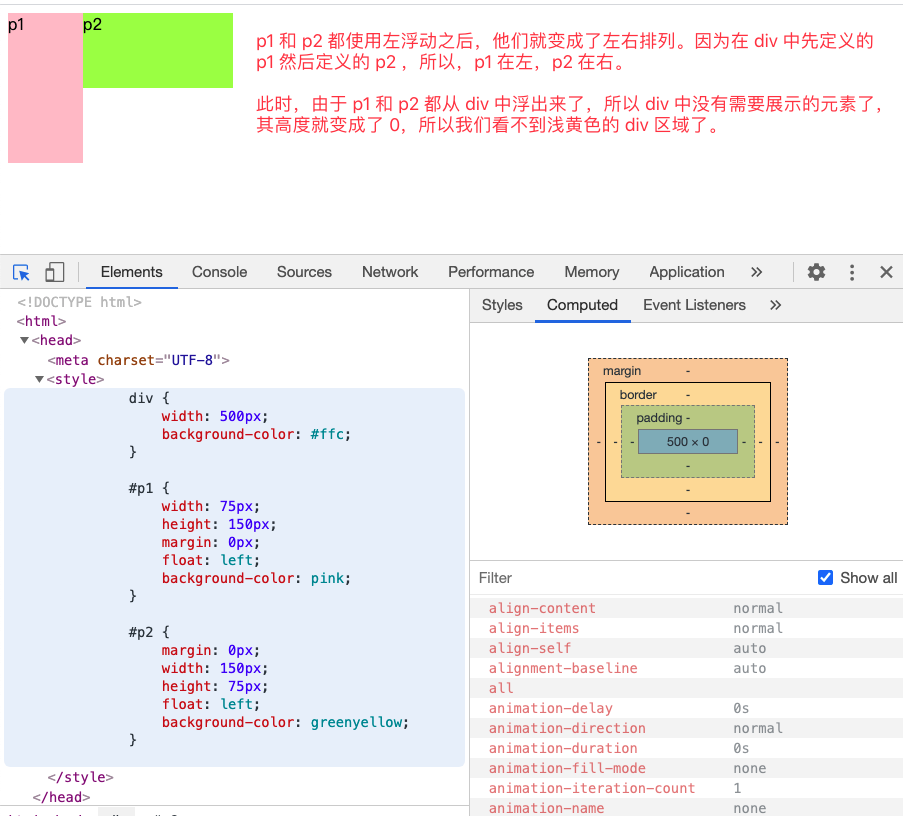 p1 p2
p1 和 p2 都使用左浮动之后，他们就变成了左右排列。因为在 div 中先定义的
p1 然后定义的 p2 ，所以，p1 在左，p2 在右。
此时，由于 p1 和 p2 都从 div 中浮出来了，所以 div 中没有需要展示的元素了，
其高度就变成了 0，所以我们看不到浅黄色的 div 区域了。
Elements Console Sources Network Performance Memory Application »
<!DOCTYPE html>
<html>
▼<head>
<meta charset="UTF-8">
▼<style>
div {
width: 500px;
background-color: #ffc;
}
#p1 {
width: 75px;
height: 150px;
margin: 0px;
float: left;
background-color: pink;
}
#p2 {
margin: 0px;
width: 150px;
height: 75px;
float: left;
background-color: greenyellow;
}
</style>
</head>
Styles Computed Event Listeners »
margin -
border -
padding -
- - - 500 × 0 - - -
-
-
-
Filter Show all
align-content normal
align-items normal
align-self auto
alignment-baseline auto
all
animation-delay 0s
animation-direction normal
animation-duration 0s
animation-fill-mode none
animation-iteration-count 1
animation-name none